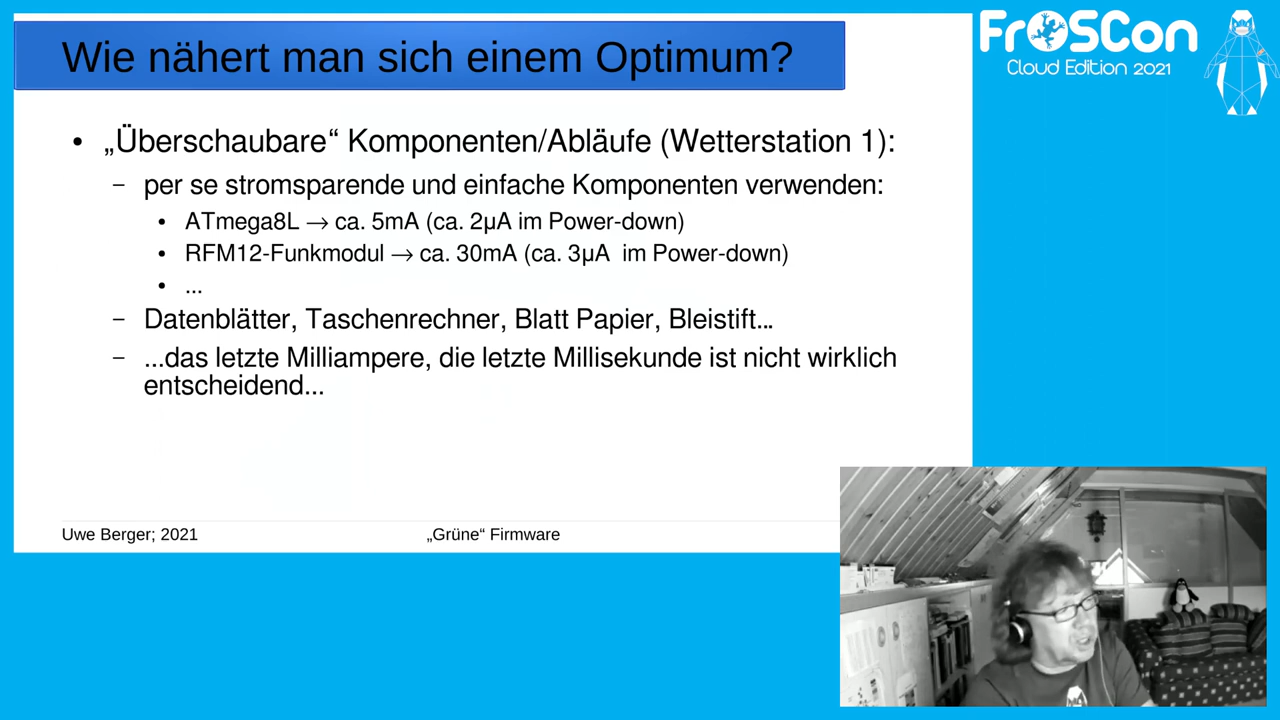 Wie nähert man sich einem Optimum?
FrOSCon
Cloud Edition 2021
• „Überschaubare“ Komponenten/Abläufe (Wetterstation 1):
– per se stromsparende und einfache Komponenten verwenden:
• ATmega8L → ca. 5mA (ca. 2µA im Power-down)
• RFM12-Funkmodul → ca. 30mA (ca. 3µA im Power-down)
• ...
– Datenblätter, Taschenrechner, Blatt Papier, Bleistift...
– ...das letzte Milliampere, die letzte Millisekunde ist nicht wirklich
entscheidend...
Uwe Berger; 2021
„Grüne“ Firmware